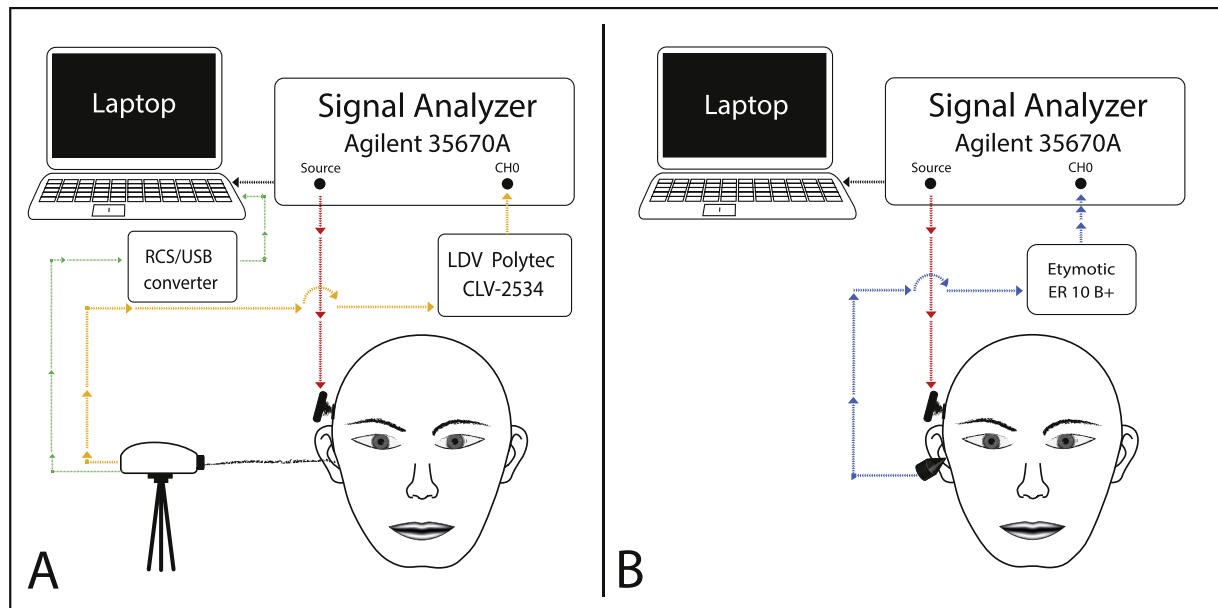 Laptop
Signal Analyzer
Agilent 35670A
Source
CH0
RCS/USB
converter
LDV Polytec
CLV-2534
A
Laptop
Signal Analyzer
Agilent 35670A
Source
CH0
Etymotic
ER 10 B+
B